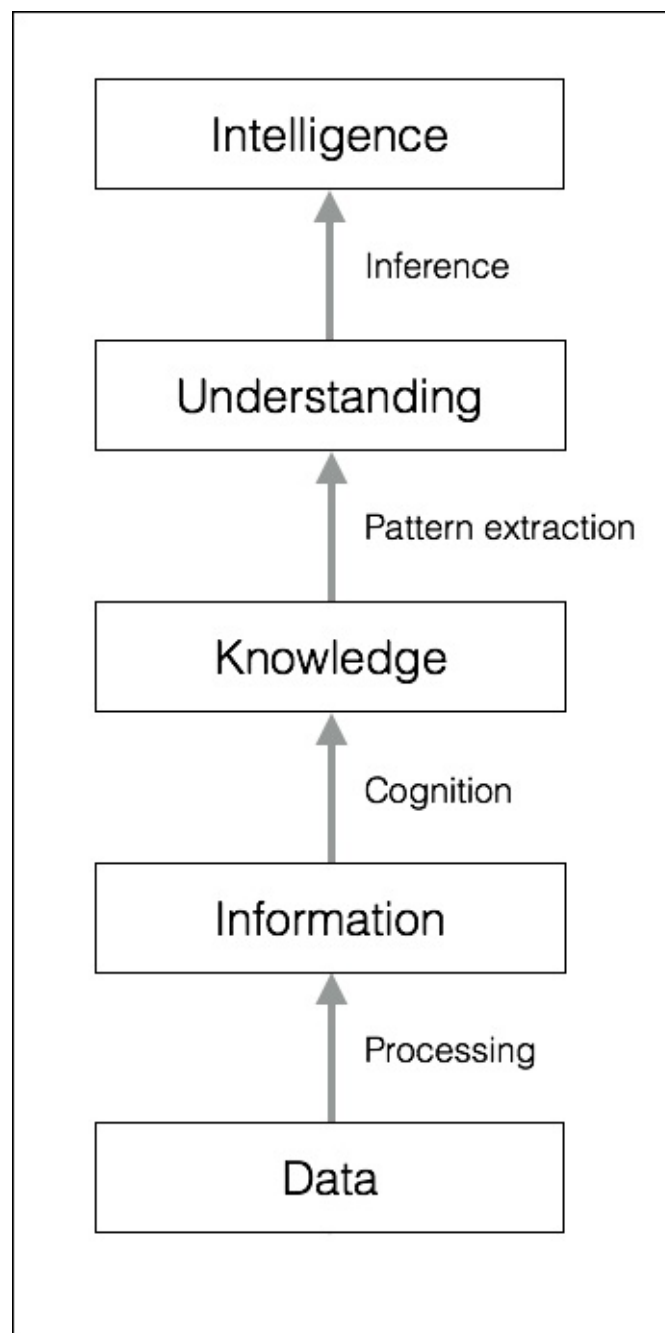 Intelligence
Inference
Understanding
Pattern extraction
Knowledge
Cognition
Information
Processing
Data